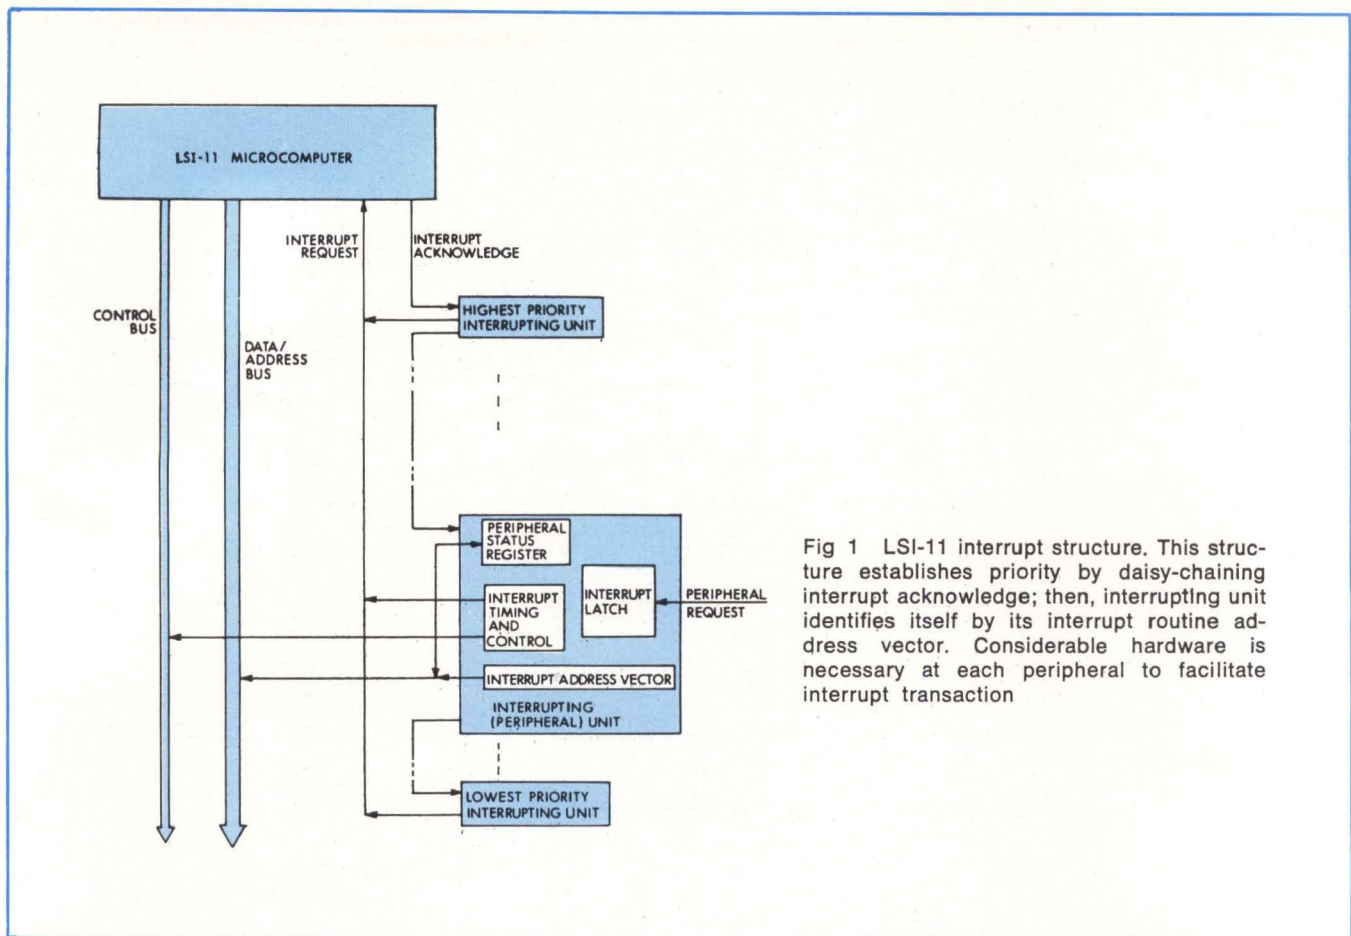 LSI-11 MICROCOMPUTER
INTERRUPT
REQUEST
INTERRUPT
ACKNOWLEDGE
CONTROL
BUS
DATA/
ADDRESS
BUS
HIGHEST PRIORITY
INTERRUPTING UNIT
PERIPHERAL
STATUS
REGISTER
INTERRUPT
TIMING
AND
CONTROL
INTERRUPT
LATCH
PERIPHERAL
REQUEST
INTERRUPT ADDRESS VECTOR
INTERRUPTING
(PERIPHERAL) UNIT
LOWEST PRIORITY
INTERRUPTING UNIT
Fig 1 LSI-11 interrupt structure. This struc-
ture establishes priority by daisy-chaining
interrupt acknowledge; then, interrupting unit
identifies itself by its interrupt routine ad-
dress vector. Considerable hardware is
necessary at each peripheral to facilitate
interrupt transaction